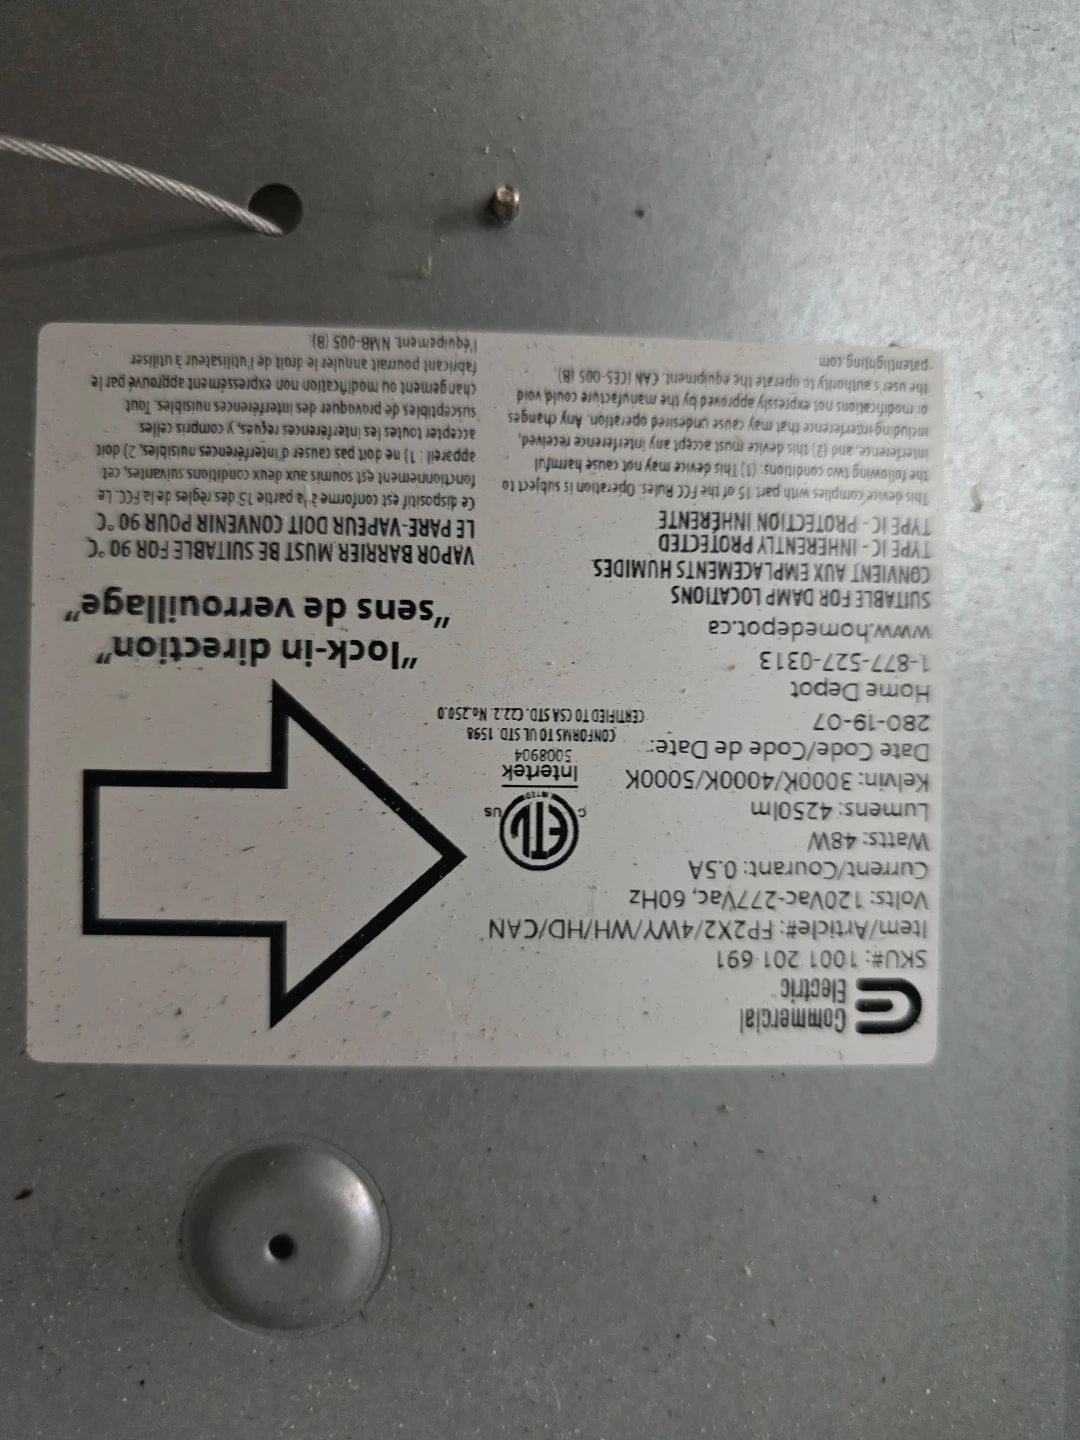 Commercial
Electric™
SKU#: 1001 201 691
Item/Article#: FP2X2/4WY/WH/HD/CAN
Volts: 120Vac-277Vac, 60Hz
Current/Courant: 0.5A
Watts: 48W
Lumens: 4250lm
Kelvin: 3000K/4000K/5000K
Date Code/Code de Date:
280-19-07
Home Depot
1-877-527-0313
www.homedepot.ca
SUITABLE FOR DAMP LOCATIONS
CONVIENT AUX EMPLACEMENTS HUMIDES
TYPE IC - INHERENTLY PROTECTED
TYPE IC - PROTECTION INHÉRENTE
This device complies with part 15 of the FCC Rules. Operation is subject to
the following two conditions: (1) This device may not cause harmful
interference, and (2) this device must accept any interference received,
including interference that may cause undesired operation. Any changes
or modifications not expressly approved by the manufacture could void
the user's authority to operate the equipment. CAN ICES-005 (B)
patentlighting.com
C ETL US
LISTED
Intertek
5008904
CONFORMS TO UL STD. 1598
CERTIFIED TO CSA STD. C22.2. No.250.0
"lock-in direction"
"sens de verrouillage"
VAPOR BARRIER MUST BE SUITABLE FOR 90 °C
LE PARE-VAPEUR DOIT CONVENIR POUR 90 °C
Ce dispositif est conforme à la partie 15 des règles de la FCC. Le
fonctionnement est soumis aux deux conditions suivantes, cet
appareil : 1) ne doit pas causer d'interférences nuisibles, 2) doit
accepter toutes les interférences reçues, y compris celles
susceptibles de provoquer des interférences nuisibles. Tout
changement ou modification non expressément approuvé par le
fabricant pourrait annuler le droit de l'utilisateur à utiliser
l'équipement. NMB-005 (B).